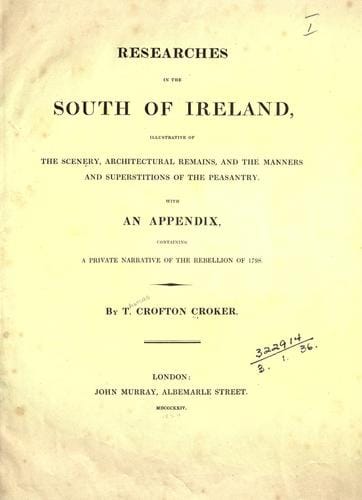 I
RESEARCHES
IN THE
SOUTH OF IRELAND,
ILLUSTRATIVE OF
THE SCENERY, ARCHITECTURAL REMAINS, AND THE MANNERS
AND SUPERSTITIONS OF THE PEASANTRY.
WITH
AN APPENDIX,
CONTAINING
A PRIVATE NARRATIVE OF THE REBELLION OF 1798.
BY T. CROFTON CROKER.
322914
3. 1. 36.
LONDON:
JOHN MURRAY, ALBEMARLE STREET.
MDCCCXXIV.